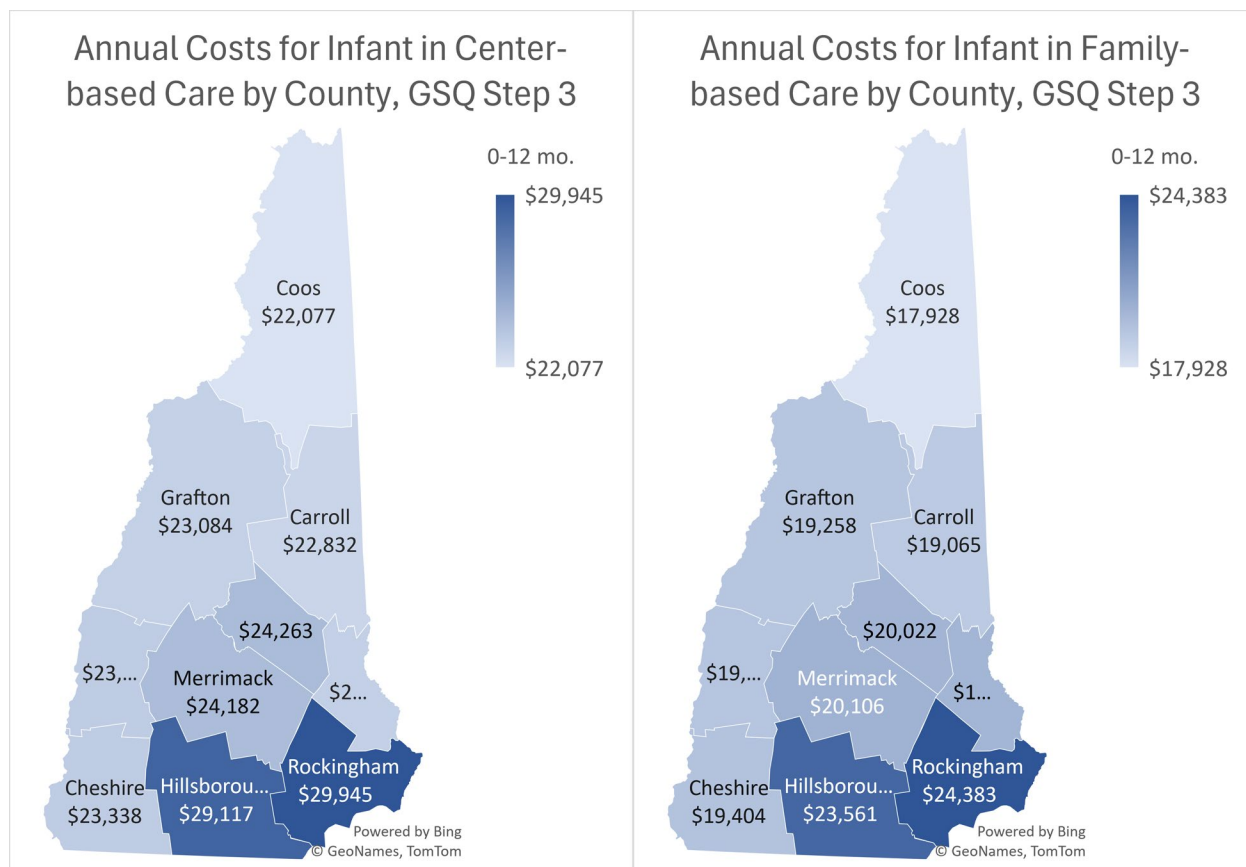 Annual Costs for Infant in Center-
based Care by County, GSQ Step 3
0-12 mo.
$29,945
$22,077
Coos
$22,077
Grafton
$23,084
Carroll
$22,832
$24,263
$23,...
Merrimack
$24,182
$2...
Cheshire
$23,338
Hillsborou...
$29,117
Rockingham
$29,945
Powered by Bing
© GeoNames, TomTom
Annual Costs for Infant in Family-
based Care by County, GSQ Step 3
0-12 mo.
$24,383
$17,928
Coos
$17,928
Grafton
$19,258
Carroll
$19,065
$20,022
$19,...
Merrimack
$20,106
$1...
Cheshire
$19,404
Hillsborou...
$23,561
Rockingham
$24,383
Powered by Bing
© GeoNames, TomTom